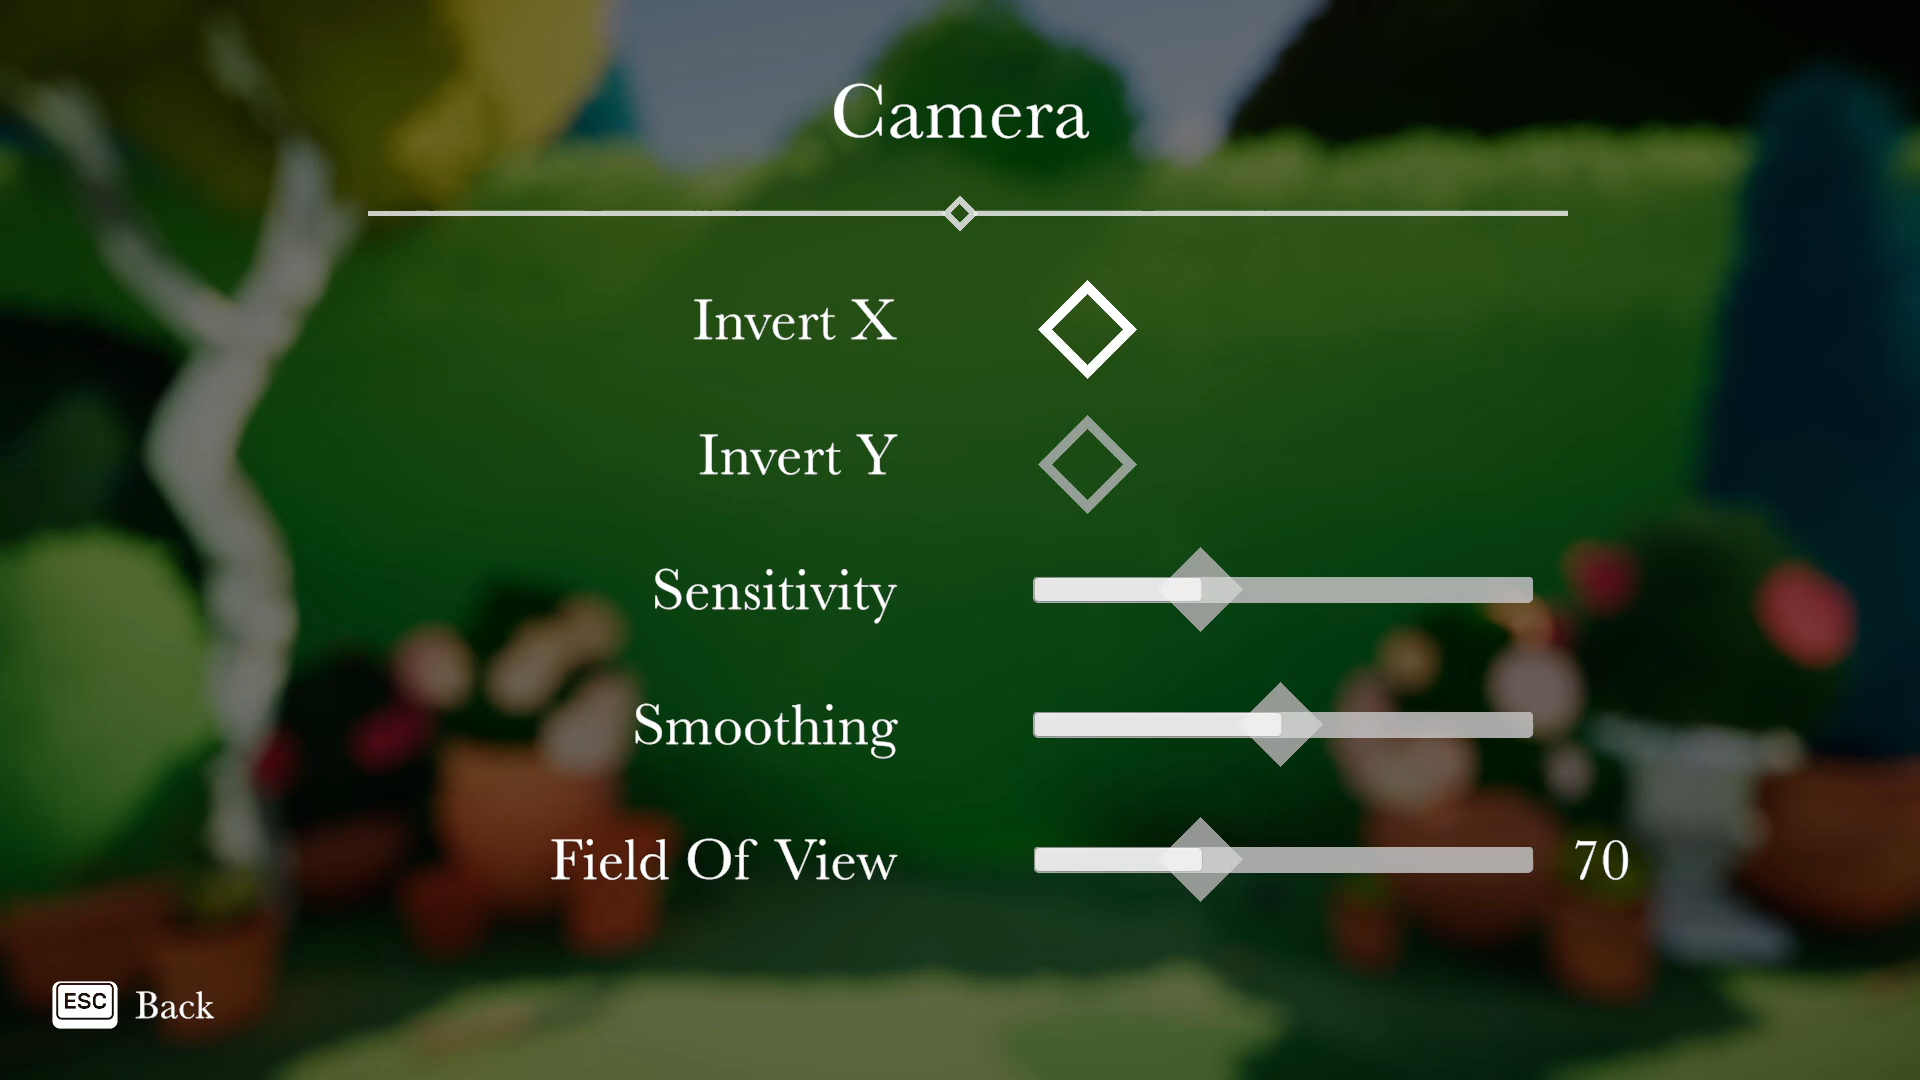 Camera
Invert X
Invert Y
Sensitivity
Smoothing
Field Of View 70
ESC Back